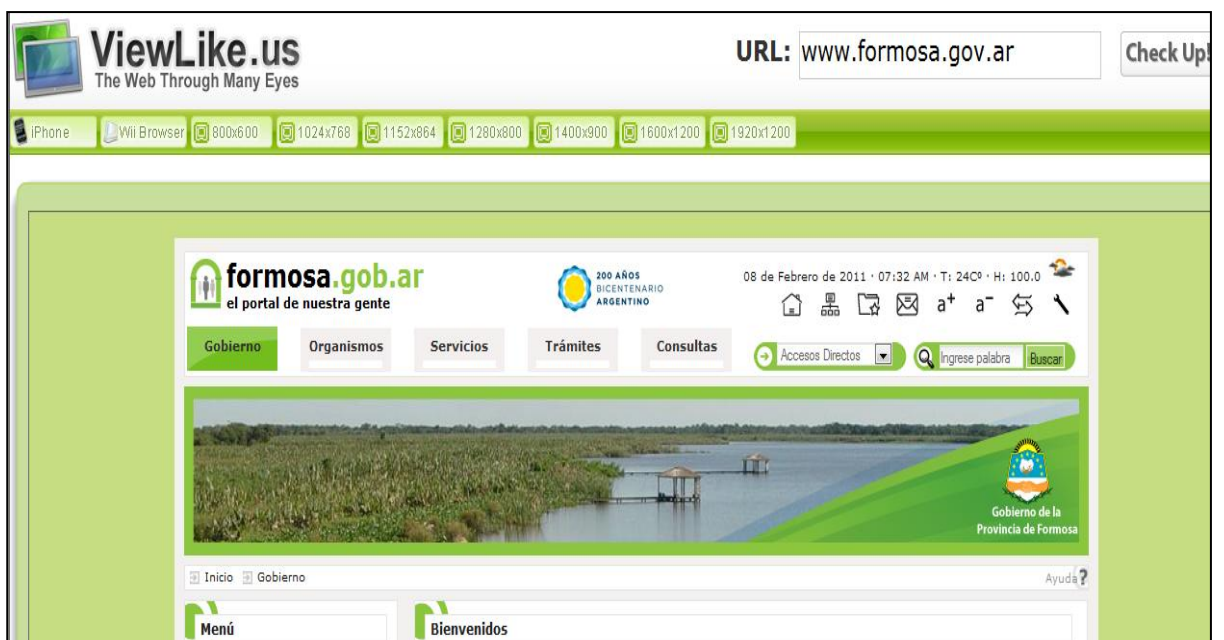 ViewLike.us
The Web Through Many Eyes
URL: www.formosa.gov.ar
Check Up!
iPhone Wii Browser 800x600 1024x768 1152x864 1280x800 1400x900 1600x1200 1920x1200
formosa.gob.ar
el portal de nuestra gente
200 AÑOS
BICENTENARIO
ARGENTINO
08 de Febrero de 2011 · 07:32 AM · T: 24Cº · H: 100.0
a+ a-
Gobierno Organismos Servicios Trámites Consultas
Accesos Directos
Ingrese palabra Buscar
Gobierno de la
Provincia de Formosa
Inicio Gobierno
Ayuda ?
Menú
Bienvenidos